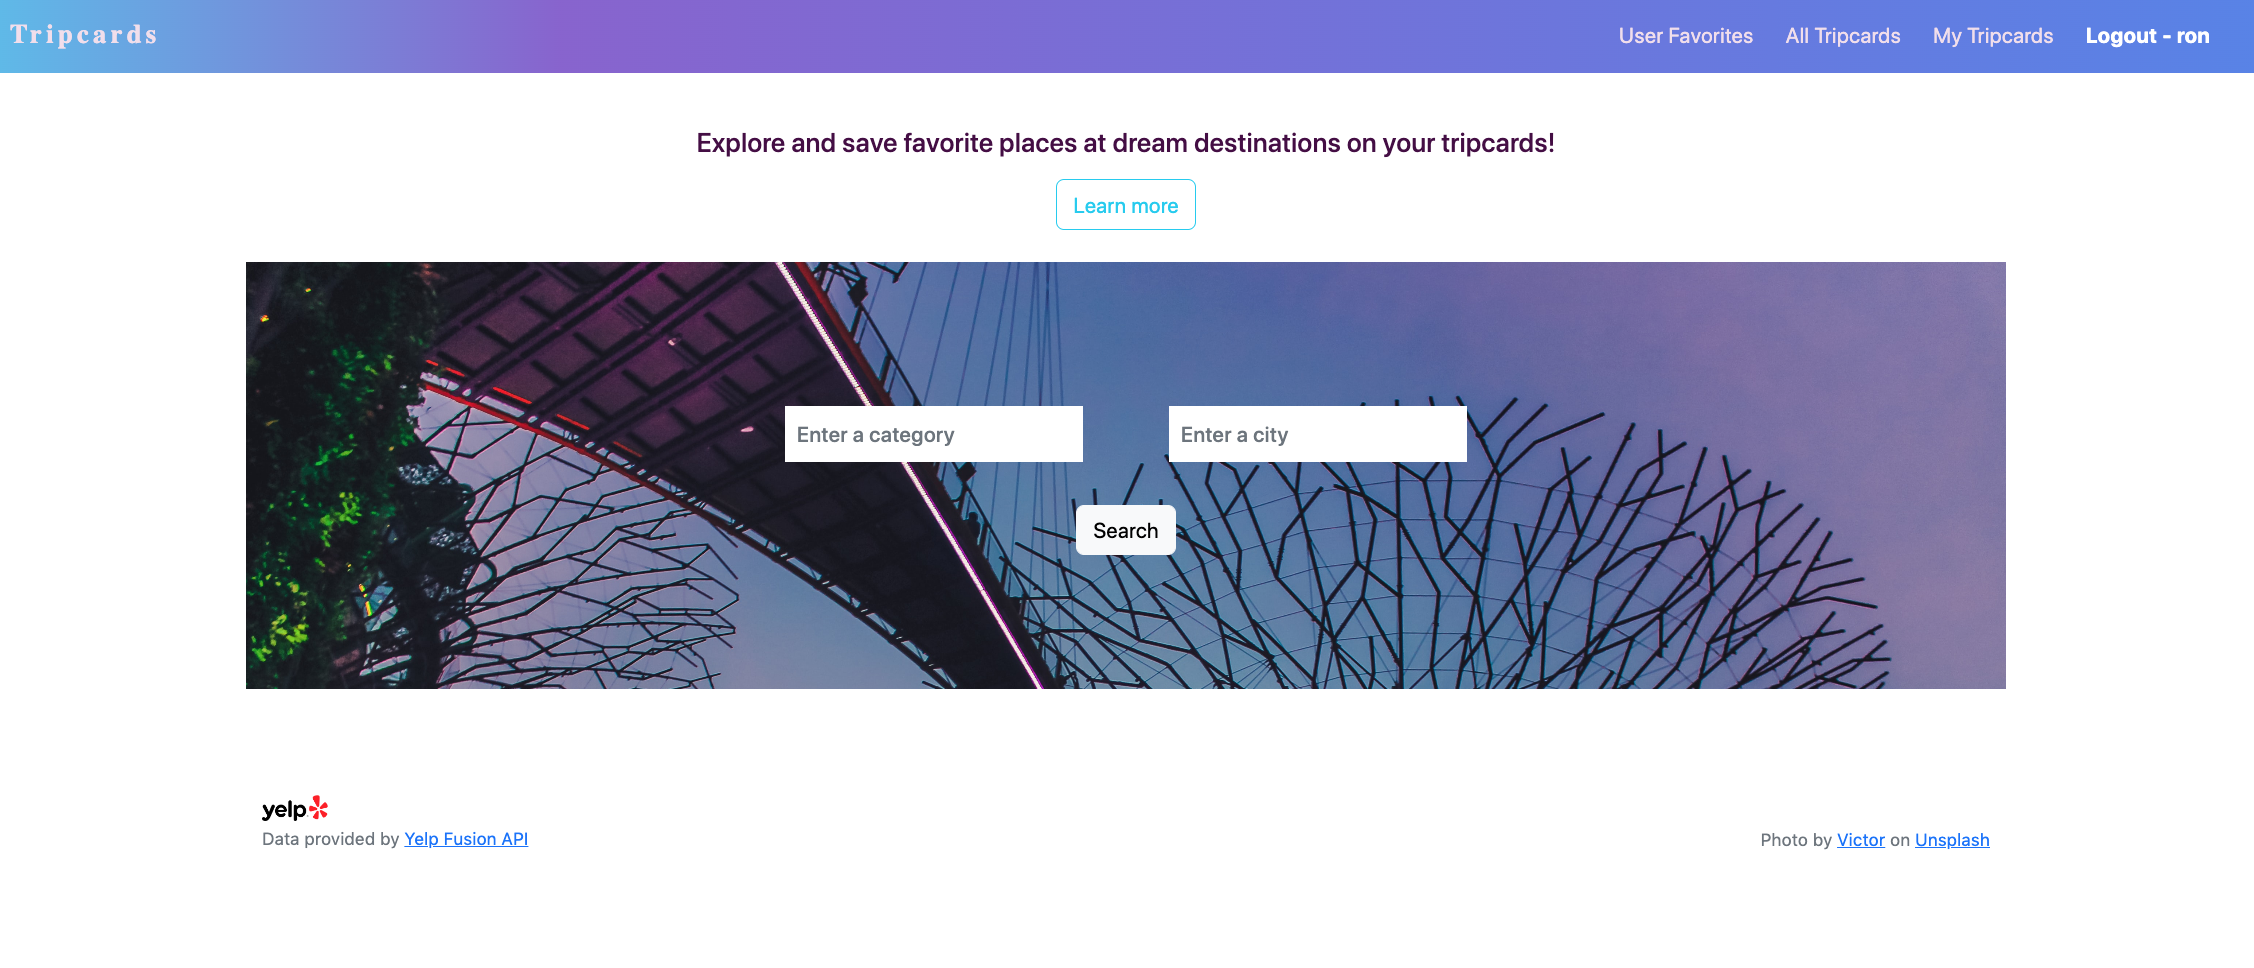 Tripcards
User Favorites All Tripcards My Tripcards Logout - ron
Explore and save favorite places at dream destinations on your tripcards!
Learn more
Enter a category
Enter a city
Search
yelp
Data provided by Yelp Fusion API
Photo by Victor on Unsplash